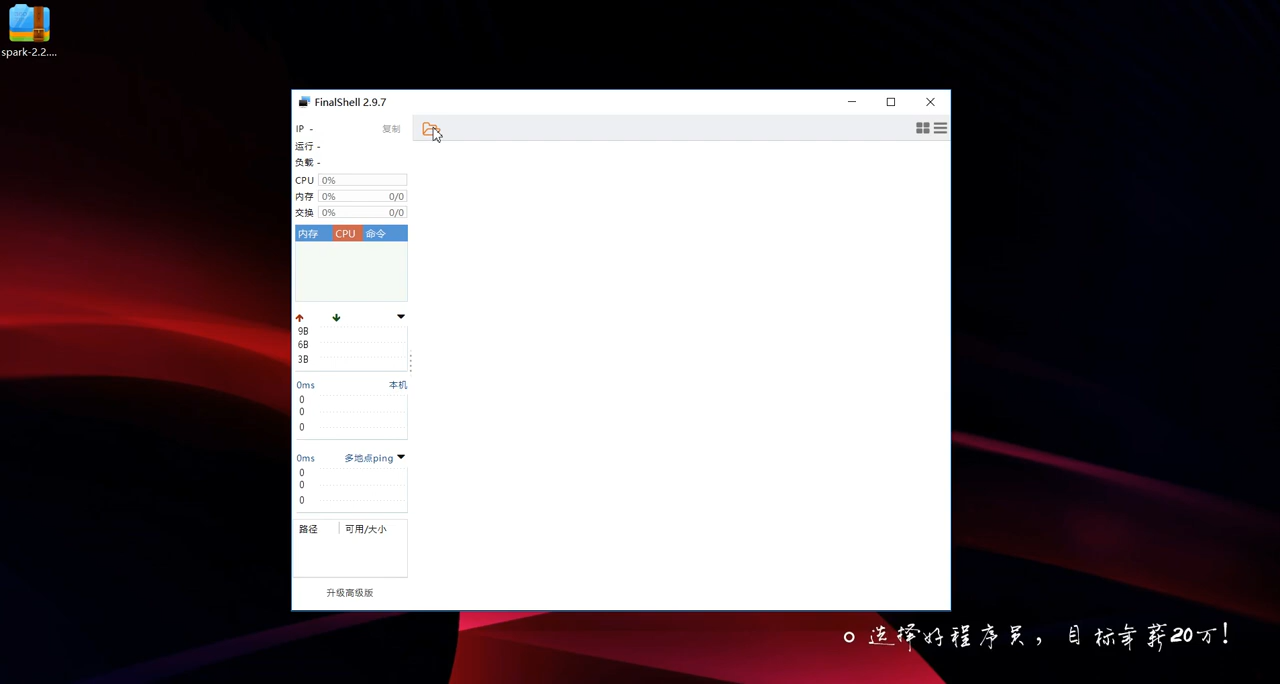 spark-2.2....
FinalShell 2.9.7
IP -
复制
运行 -
负载 -
CPU 0%
内存 0% 0/0
交换 0% 0/0
内存 CPU 命令
9B
6B
3B
0ms 本机
0
0
0
0ms 多地点ping
0
0
0
路径 可用/大小
升级高级版
选择好程序员，目标年薪20万!